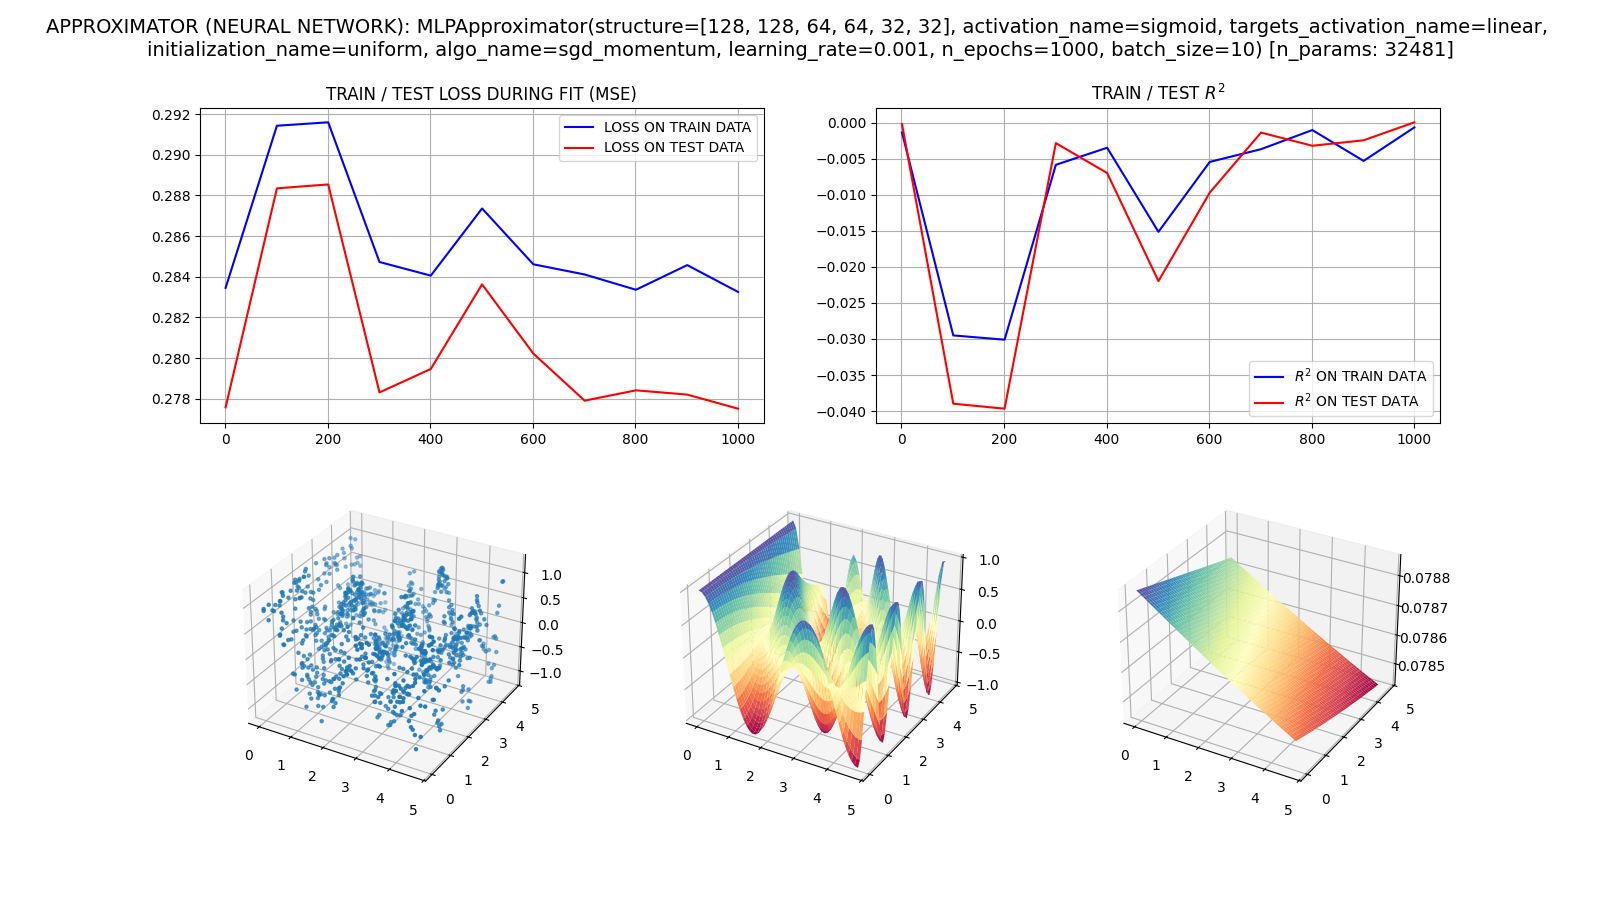 APPROXIMATOR (NEURAL NETWORK): MLPApproximator(structure=[128, 128, 64, 64, 32, 32], activation_name=sigmoid, targets_activation_name=linear,
initialization_name=uniform, algo_name=sgd_momentum, learning_rate=0.001, n_epochs=1000, batch_size=10) [n_params: 32481]
TRAIN / TEST LOSS DURING FIT (MSE)
LOSS ON TRAIN DATA
LOSS ON TEST DATA
0.292
0.290
0.288
0.286
0.284
0.282
0.280
0.278
0 200 400 600 800 1000
TRAIN / TEST R²
0.000
−0.005
−0.010
−0.015
−0.020
−0.025
−0.030
−0.035
−0.040
R² ON TRAIN DATA
R² ON TEST DATA
0 200 400 600 800 1000
1.0
0.5
0.0
−0.5
−1.0
0 1 2 3 4 5
0 1 2 3 4 5
1.0
0.5
0.0
−0.5
−1.0
0 1 2 3 4 5
0 1 2 3 4 5
0.0788
0.0787
0.0786
0.0785
0 1 2 3 4 5
0 1 2 3 4 5